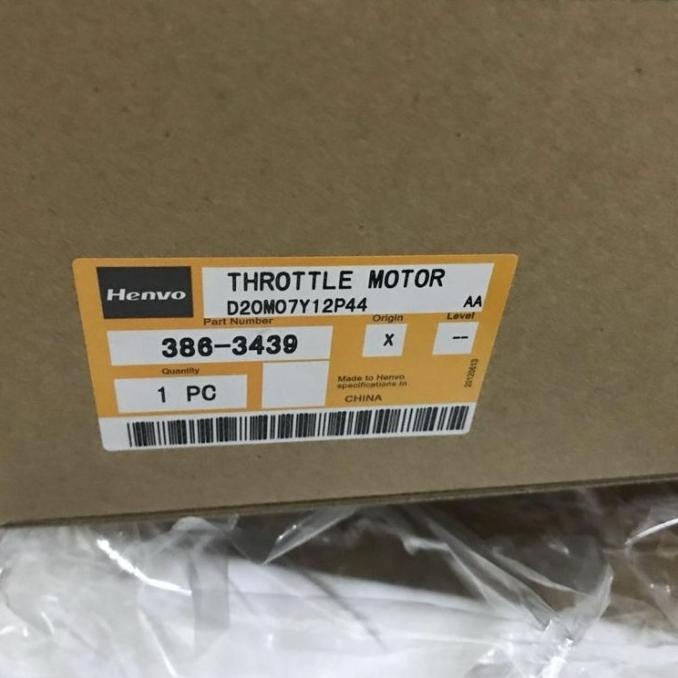 Henvo
THROTTLE MOTOR
D20M07Y12P44 AA
Part Number Origin Level
386-3439 X --
Quantity
1 PC
Made to Henvo
specifications in
CHINA
20120613